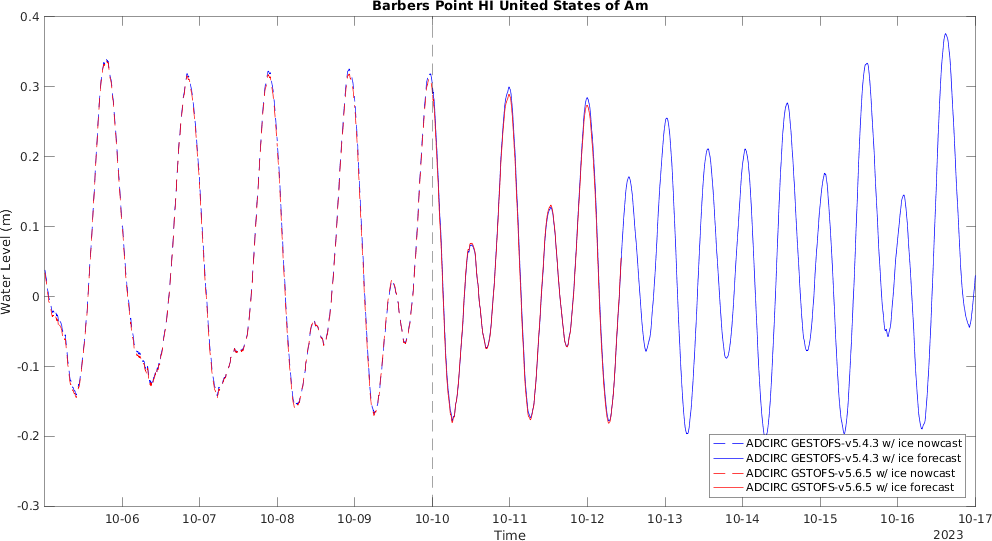 Barbers Point HI United States of Am
Water Level (m)
0.4
0.3
0.2
0.1
0
-0.1
-0.2
-0.3
ADCIRC GESTOFS-v5.4.3 w/ ice nowcast
ADCIRC GESTOFS-v5.4.3 w/ ice forecast
ADCIRC GSTOFS-v5.6.5 w/ ice nowcast
ADCIRC GSTOFS-v5.6.5 w/ ice forecast
10-06 10-07 10-08 10-09 10-10 10-11 10-12 10-13 10-14 10-15 10-16 10-17
Time
2023